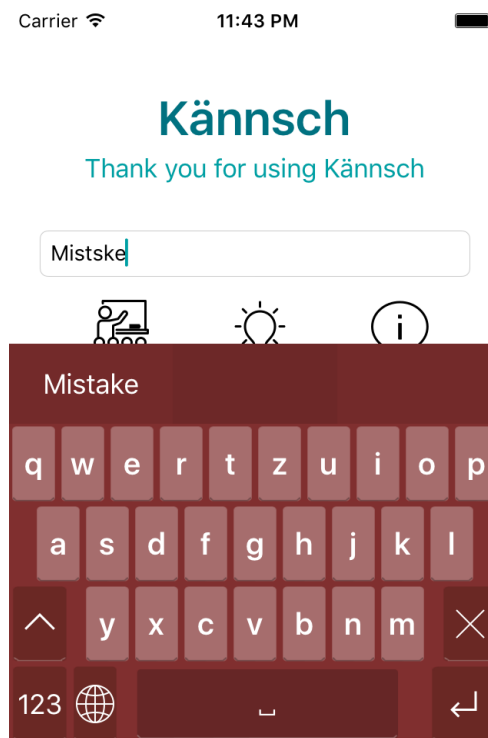 Carrier 11:43 PM
Kännsch
Thank you for using Kännsch
Mistske
i
Mistake
q w e r t z u i o p
a s d f g h j k l
y x c v b n m
123